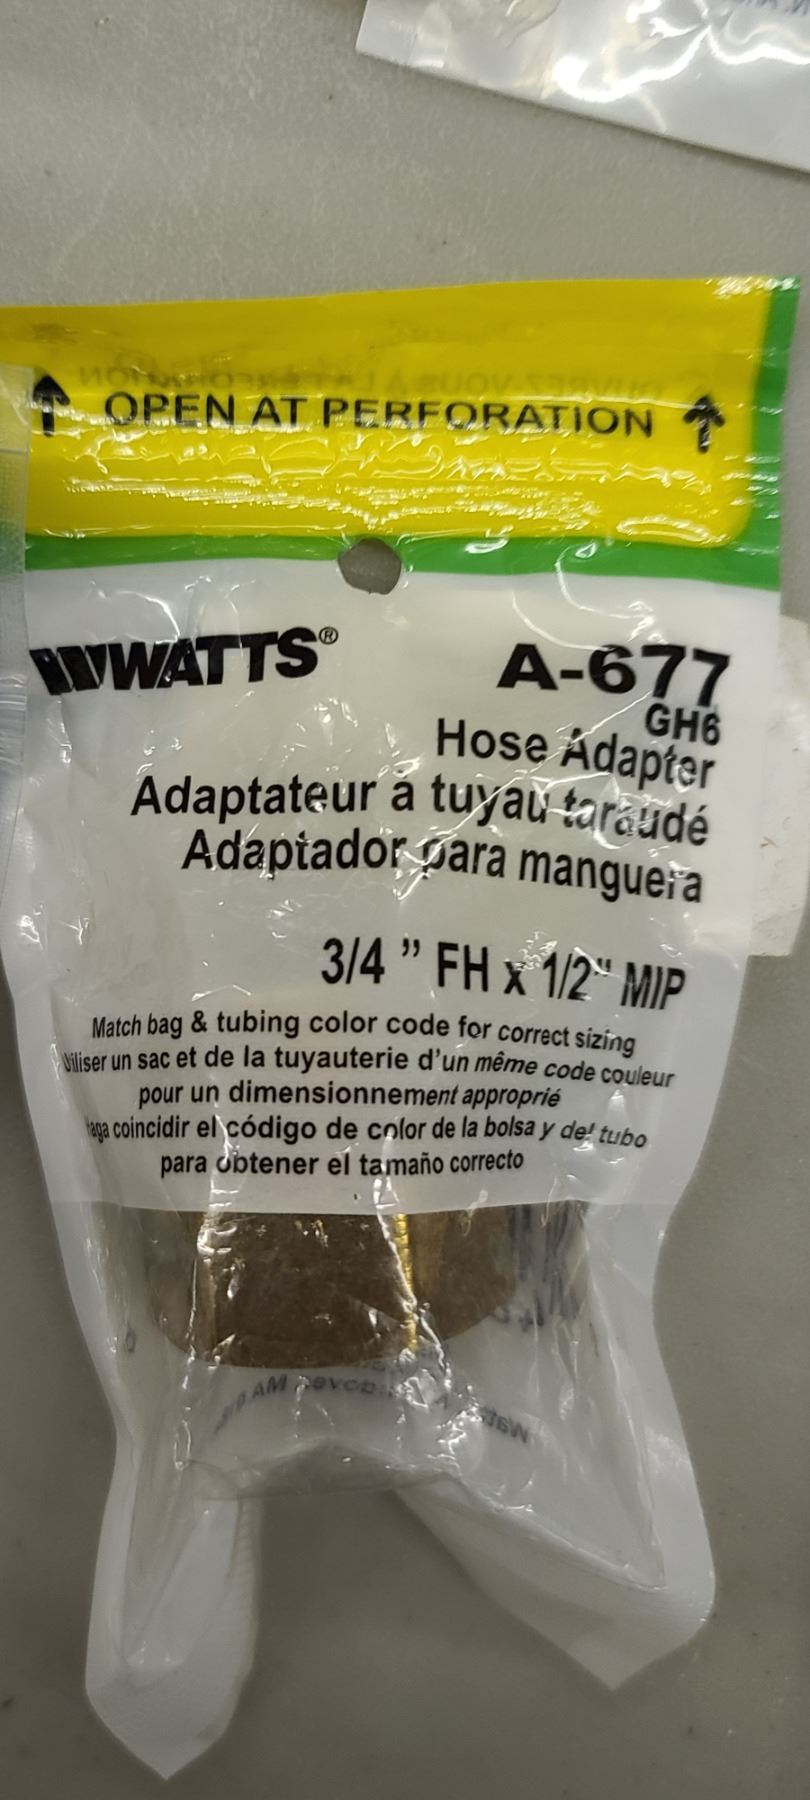 OPEN AT PERFORATION
WATTS®
A-677
GH6
Hose Adapter
Adaptateur à tuyau taraudé
Adaptador para manguera
3/4 " FH x 1/2" MIP
Match bag & tubing color code for correct sizing
Utiliser un sac et de la tuyauterie d'un même code couleur
pour un dimensionnement approprié
Haga coincidir el código de color de la bolsa y del tubo
para obtener el tamaño correcto